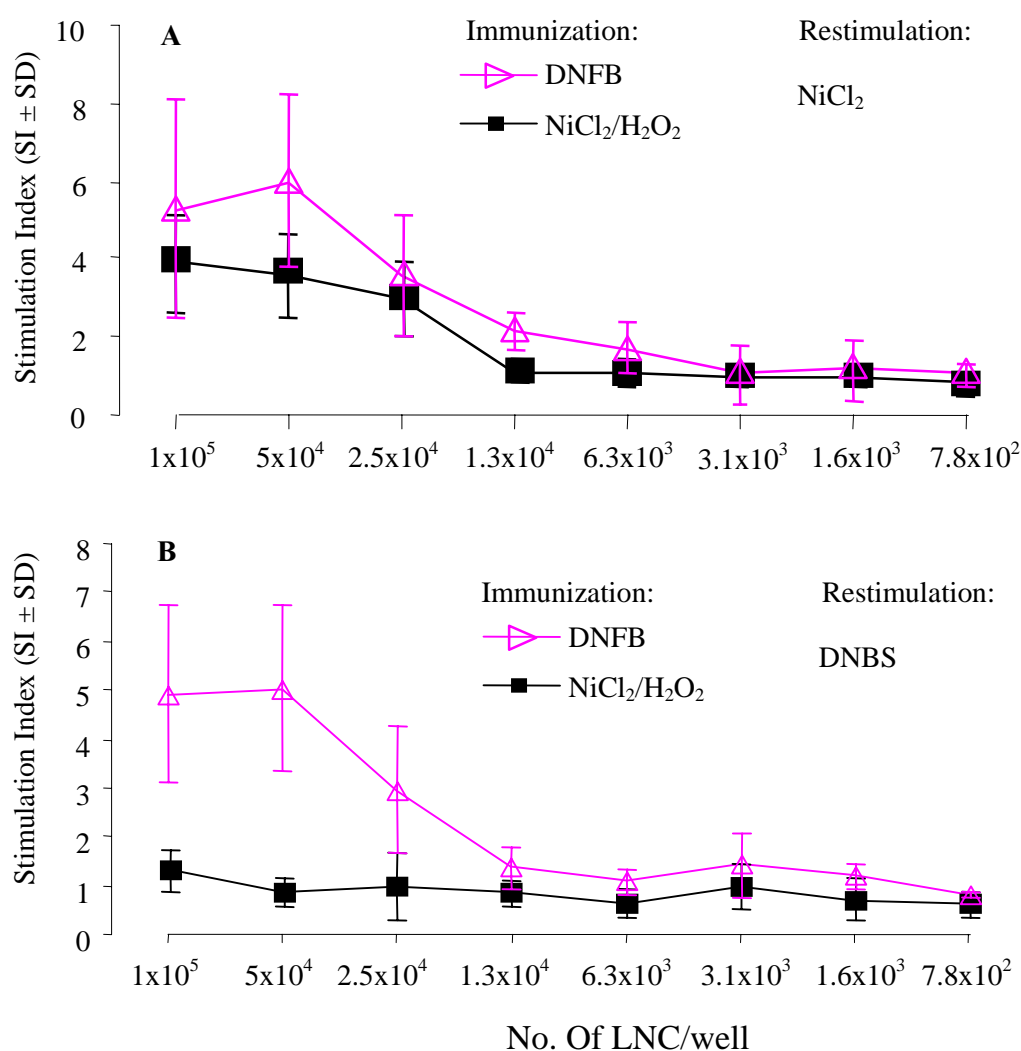 A
Immunization:
Restimulation:
DNFB
NiCl₂/H₂O₂
NiCl₂
Stimulation Index (SI ± SD)
10
8
6
4
2
0
1x10⁵ 5x10⁴ 2.5x10⁴ 1.3x10⁴ 6.3x10³ 3.1x10³ 1.6x10³ 7.8x10²
B
Immunization:
Restimulation:
DNFB
NiCl₂/H₂O₂
DNBS
Stimulation Index (SI ± SD)
8
7
6
5
4
3
2
1
0
1x10⁵ 5x10⁴ 2.5x10⁴ 1.3x10⁴ 6.3x10³ 3.1x10³ 1.6x10³ 7.8x10²
No. Of LNC/well